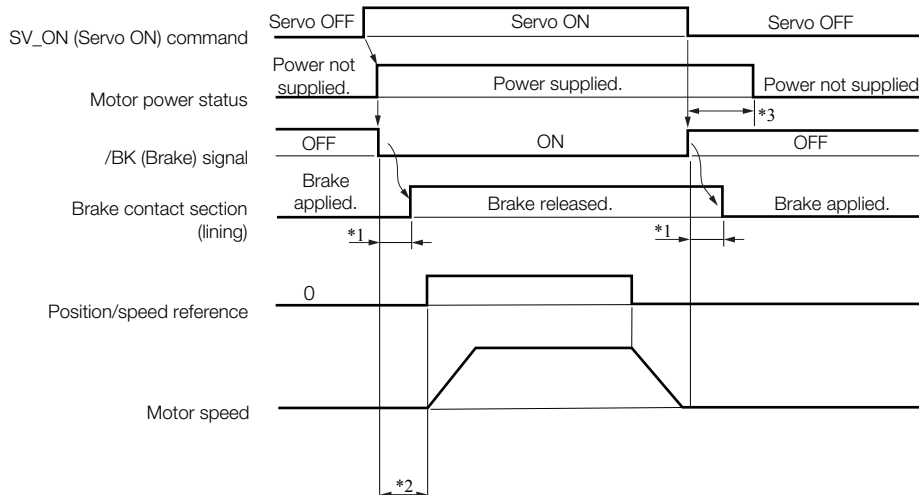 Servo OFF Servo ON Servo OFF
SV_ON (Servo ON) command
Power not
supplied. Power supplied. Power not supplied.
Motor power status
*3
OFF ON OFF
/BK (Brake) signal
Brake
applied. Brake released. Brake applied.
Brake contact section
(lining)
*1 *1
0
Position/speed reference
Motor speed
*2